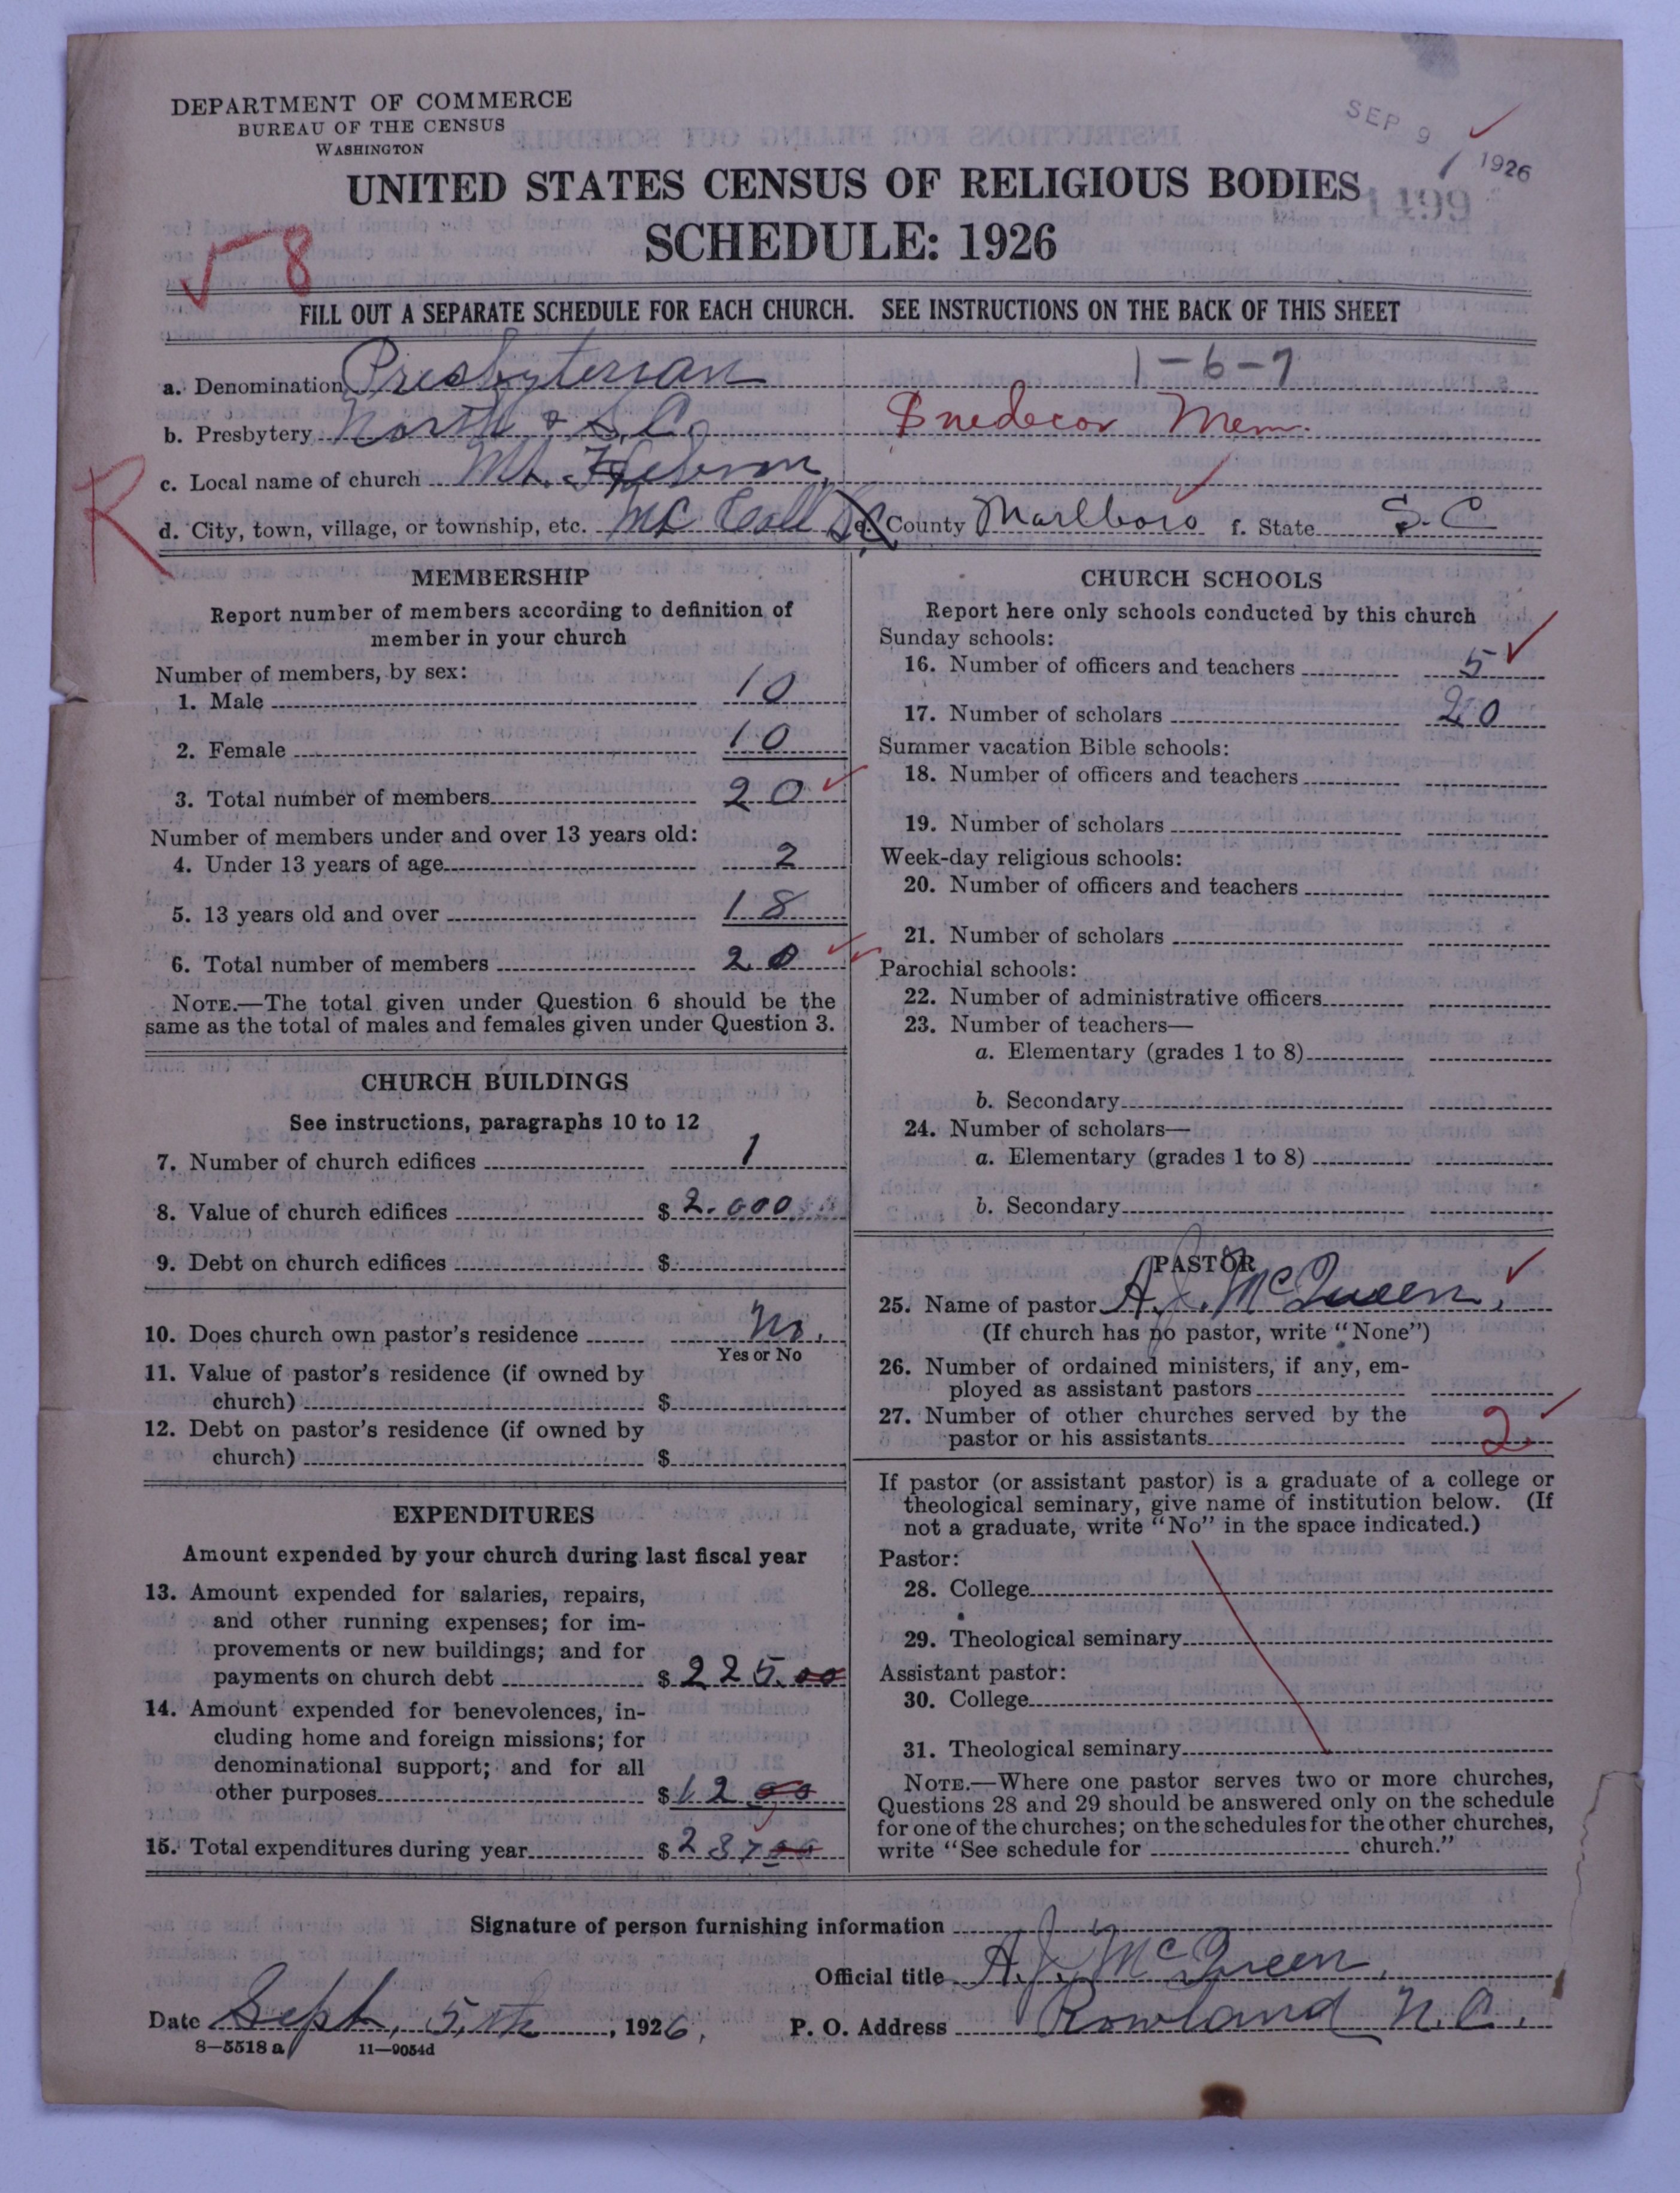 DEPARTMENT OF COMMERCE
BUREAU OF THE CENSUS
WASHINGTON
SEP 9 1926
UNITED STATES CENSUS OF RELIGIOUS BODIES
1499
SCHEDULE: 1926
8
FILL OUT A SEPARATE SCHEDULE FOR EACH CHURCH. SEE INSTRUCTIONS ON THE BACK OF THIS SHEET
a. Denomination Presbyterian 1-6-7
b. Presbytery North & S.C. Snedecor Mem.
c. Local name of church Mt. Hebron
R
d. City, town, village, or township, etc. Mc Coll S.C. e. County Marlboro f. State S.C
MEMBERSHIP
Report number of members according to definition of
member in your church
Number of members, by sex:
1. Male 10
2. Female 10
3. Total number of members 20
Number of members under and over 13 years old:
4. Under 13 years of age 2
5. 13 years old and over 18
6. Total number of members 20
NOTE.—The total given under Question 6 should be the
same as the total of males and females given under Question 3.
CHURCH BUILDINGS
See instructions, paragraphs 10 to 12
7. Number of church edifices 1
8. Value of church edifices $ 2.000
9. Debt on church edifices $
10. Does church own pastor's residence No.
Yes or No
11. Value of pastor's residence (if owned by
church) $
12. Debt on pastor's residence (if owned by
church) $
EXPENDITURES
Amount expended by your church during last fiscal year
13. Amount expended for salaries, repairs,
and other running expenses; for im-
provements or new buildings; and for
payments on church debt $ 225.00
14. Amount expended for benevolences, in-
cluding home and foreign missions; for
denominational support; and for all
other purposes $ 12 00
15. Total expenditures during year $ 237 00
CHURCH SCHOOLS
Report here only schools conducted by this church
Sunday schools:
16. Number of officers and teachers 5
17. Number of scholars 20
Summer vacation Bible schools:
18. Number of officers and teachers
19. Number of scholars
Week-day religious schools:
20. Number of officers and teachers
21. Number of scholars
Parochial schools:
22. Number of administrative officers
23. Number of teachers—
a. Elementary (grades 1 to 8)
b. Secondary
24. Number of scholars—
a. Elementary (grades 1 to 8)
b. Secondary
PASTOR
25. Name of pastor A. J. McQueen,
(If church has no pastor, write "None")
26. Number of ordained ministers, if any, em-
ployed as assistant pastors
27. Number of other churches served by the
pastor or his assistants 2
If pastor (or assistant pastor) is a graduate of a college or
theological seminary, give name of institution below. (If
not a graduate, write "No" in the space indicated.)
Pastor:
28. College
29. Theological seminary
Assistant pastor:
30. College
31. Theological seminary
NOTE.—Where one pastor serves two or more churches,
Questions 28 and 29 should be answered only on the schedule
for one of the churches; on the schedules for the other churches,
write "See schedule for church."
Signature of person furnishing information
Official title A. J. McQueen,
Date Sept, 5, th, 1926, P. O. Address Rowland N.C.
8—5518 a 11—9054d